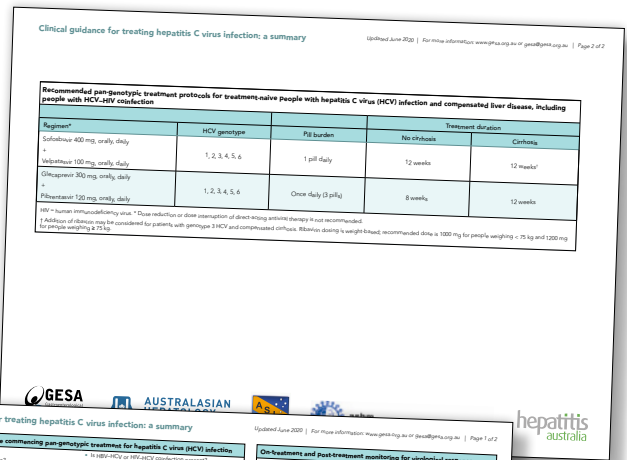 Clinical guidance for treating hepatitis C virus infection: a summary
Updated June 2020 | For more information: www.gesa.org.au or gesa@gesa.org.au | Page 2 of 2
Recommended pan-genotypic treatment protocols for treatment-naive people with hepatitis C virus (HCV) infection and compensated liver disease, including
people with HCV–HIV coinfection
Treatment duration
Regimen* HCV genotype Pill burden No cirrhosis Cirrhosis
Sofosbuvir 400 mg, orally, daily
+
Velpatasvir 100 mg, orally, daily
1, 2, 3, 4, 5, 6
1 pill daily
12 weeks
12 weeks†
Glecaprevir 300 mg, orally, daily
+
Pibrentasvir 120 mg, orally, daily
1, 2, 3, 4, 5, 6
Once daily (3 pills)
8 weeks
12 weeks
HIV = human immunodeficiency virus. * Dose reduction or dose interruption of direct-acting antiviral therapy is not recommended.
† Addition of ribavirin may be considered for patients with genotype 3 HCV and compensated cirrhosis. Ribavirin dosing is weight-based; recommended dose is 1000 mg for people weighing < 75 kg and 1200 mg
for people weighing ≥ 75 kg.
GESA
AUSTRALASIAN
hepatitis
australia
r treating hepatitis C virus infection: a summary
Updated June 2020 | For more information: www.gesa.org.au or gesa@gesa.org.au | Page 1 of 2
e commencing pan-genotypic treatment for hepatitis C virus (HCV) infection
On-treatment and post-treatment monitoring for virological